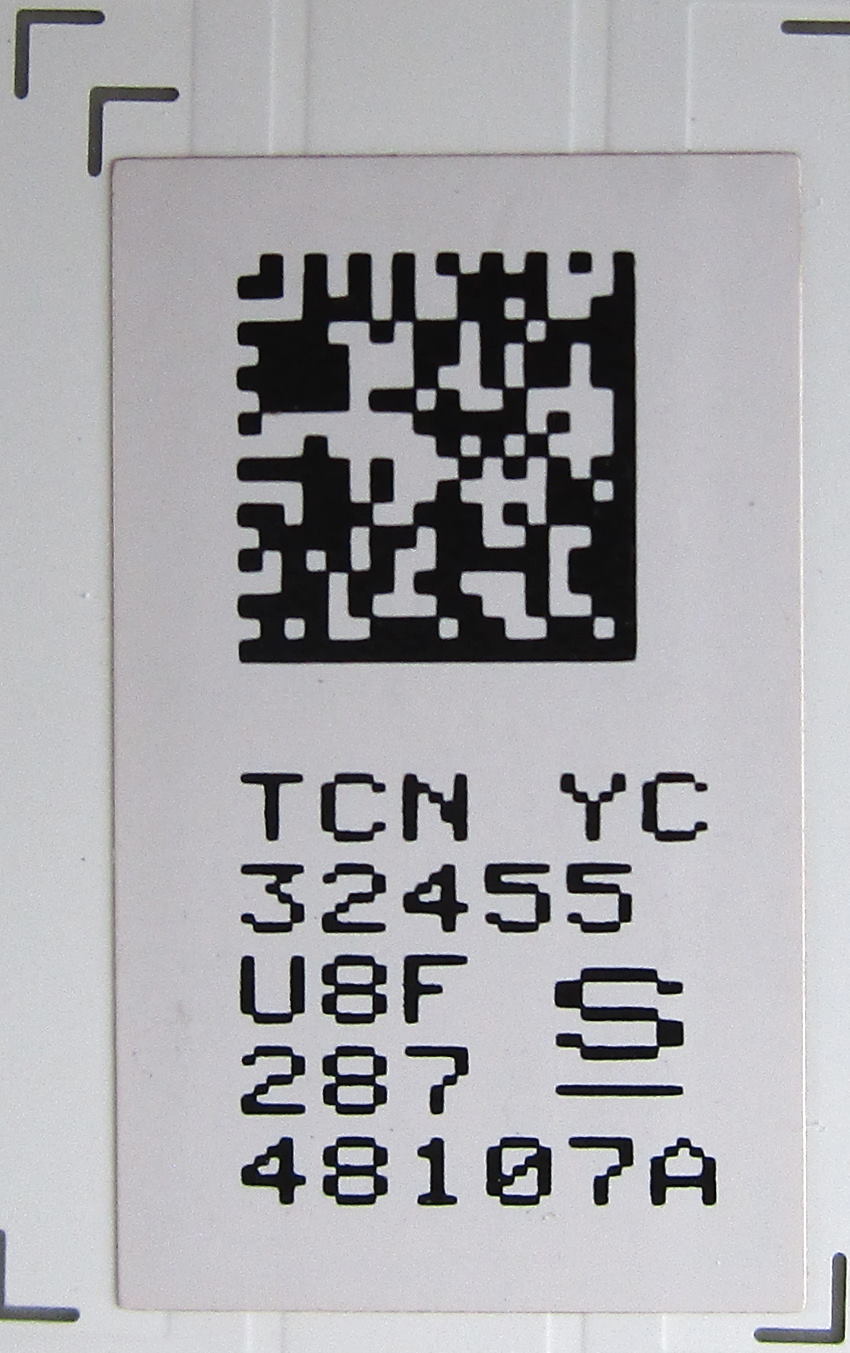 TCN YC
32455
U8F
S
287
48107A